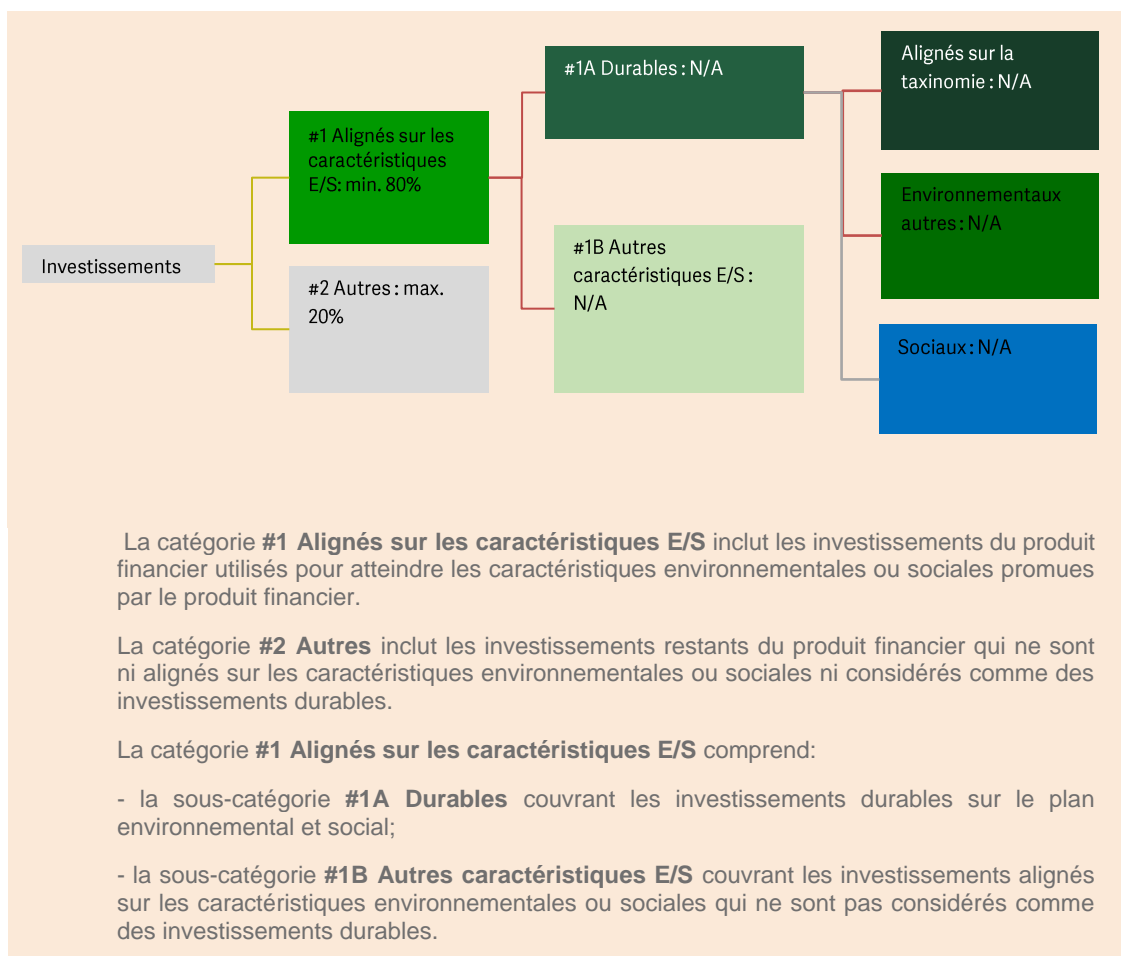 Investissements
#1 Alignés sur les
caractéristiques
E/S: min. 80%
#2 Autres : max.
20%
#1A Durables : N/A
#1B Autres
caractéristiques E/S :
N/A
Alignés sur la
taxinomie : N/A
Environnementaux
autres : N/A
Sociaux : N/A
La catégorie #1 Alignés sur les caractéristiques E/S inclut les investissements du produit
financier utilisés pour atteindre les caractéristiques environnementales ou sociales promues
par le produit financier.
La catégorie #2 Autres inclut les investissements restants du produit financier qui ne sont
ni alignés sur les caractéristiques environnementales ou sociales ni considérés comme des
investissements durables.
La catégorie #1 Alignés sur les caractéristiques E/S comprend:
- la sous-catégorie #1A Durables couvrant les investissements durables sur le plan
environnemental et social;
- la sous-catégorie #1B Autres caractéristiques E/S couvrant les investissements alignés
sur les caractéristiques environnementales ou sociales qui ne sont pas considérés comme
des investissements durables.